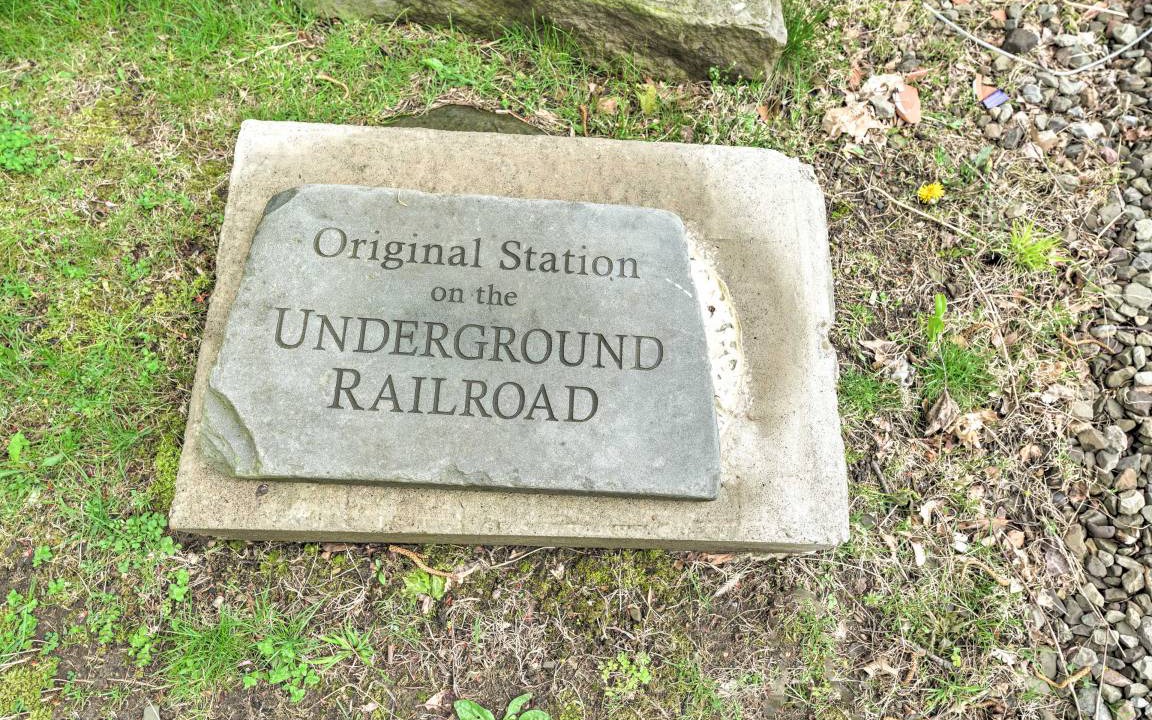 Original Station
on the
UNDERGROUND
RAILROAD